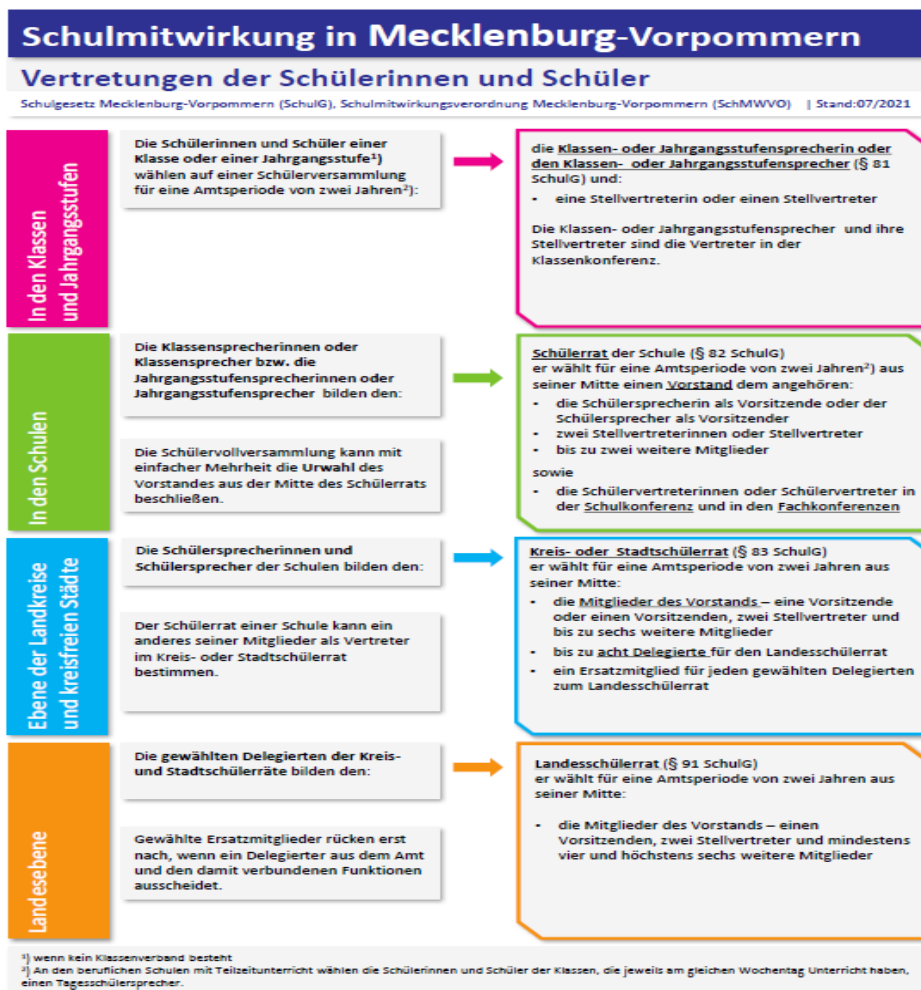 Schulmitwirkung in Mecklenburg-Vorpommern
Vertretungen der Schülerinnen und Schüler
Schulgesetz Mecklenburg-Vorpommern (SchulG), Schulmitwirkungsverordnung Mecklenburg-Vorpommern (SchMWVO) | Stand:07/2021
In den Klassen
und Jahrgangsstufen
Die Schülerinnen und Schüler einer
Klasse oder einer Jahrgangsstufe¹)
wählen auf einer Schülerversammlung
für eine Amtsperiode von zwei Jahren²):
die Klassen- oder Jahrgangsstufensprecherin oder
den Klassen- oder Jahrgangsstufensprecher (§ 81
SchulG) und:
- eine Stellvertreterin oder einen Stellvertreter
Die Klassen- oder Jahrgangsstufensprecher und ihre
Stellvertreter sind die Vertreter in der
Klassenkonferenz.
In den Schulen
Die Klassensprecherinnen oder
Klassensprecher bzw. die
Jahrgangsstufensprecherinnen oder
Jahrgangsstufensprecher bilden den:
Die Schülervollversammlung kann mit
einfacher Mehrheit die Urwahl des
Vorstandes aus der Mitte des Schülerrats
beschließen.
Schülerrat der Schule (§ 82 SchulG)
er wählt für eine Amtsperiode von zwei Jahren²) aus
seiner Mitte einen Vorstand dem angehören:
- die Schülersprecherin als Vorsitzende oder der
Schülersprecher als Vorsitzender
- zwei Stellvertreterinnen oder Stellvertreter
- bis zu zwei weitere Mitglieder
sowie
- die Schülervertreterinnen oder Schülervertreter in
der Schulkonferenz und in den Fachkonferenzen
Ebene der Landkreise
und kreisfreien Städte
Die Schülersprecherinnen und
Schülersprecher der Schulen bilden den:
Der Schülerrat einer Schule kann ein
anderes seiner Mitglieder als Vertreter
im Kreis- oder Stadtschülerrat
bestimmen.
Kreis- oder Stadtschülerrat (§ 83 SchulG)
er wählt für eine Amtsperiode von zwei Jahren aus
seiner Mitte:
- die Mitglieder des Vorstands – eine Vorsitzende
oder einen Vorsitzenden, zwei Stellvertreter und
bis zu sechs weitere Mitglieder
- bis zu acht Delegierte für den Landesschülerrat
- ein Ersatzmitglied für jeden gewählten Delegierten
zum Landesschülerrat
Landesebene
Die gewählten Delegierten der Kreis-
und Stadtschülerräte bilden den:
Gewählte Ersatzmitglieder rücken erst
nach, wenn ein Delegierter aus dem Amt
und den damit verbundenen Funktionen
ausscheidet.
Landesschülerrat (§ 91 SchulG)
er wählt für eine Amtsperiode von zwei Jahren aus
seiner Mitte:
- die Mitglieder des Vorstands – einen
Vorsitzenden, zwei Stellvertreter und mindestens
vier und höchstens sechs weitere Mitglieder
¹) wenn kein Klassenverband besteht
²) An den beruflichen Schulen mit Teilzeitunterricht wählen die Schülerinnen und Schüler der Klassen, die jeweils am gleichen Wochentag Unterricht haben,
einen Tagesschülersprecher.